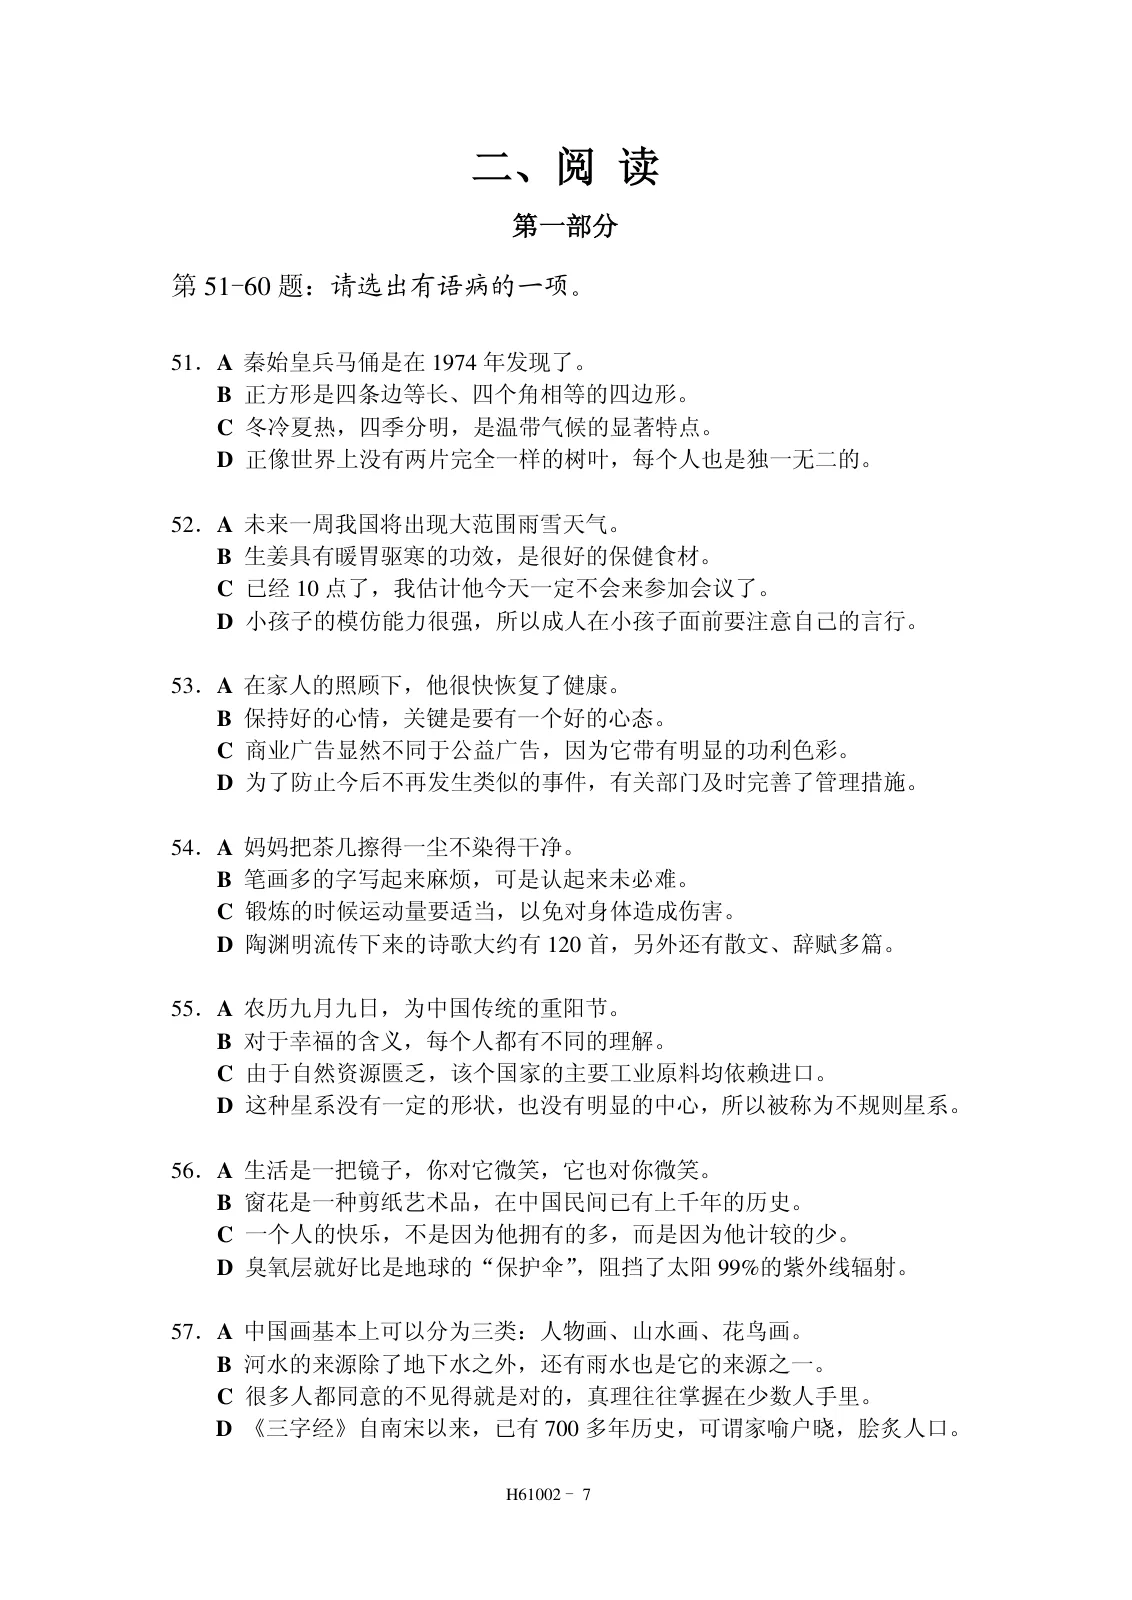 二、阅 读
第一部分
第 51-60 题：请选出有语病的一项。
51．A 秦始皇兵马俑是在 1974 年发现了。
B 正方形是四条边等长、四个角相等的四边形。
C 冬冷夏热，四季分明，是温带气候的显著特点。
D 正像世界上没有两片完全一样的树叶，每个人也是独一无二的。
52．A 未来一周我国将出现大范围雨雪天气。
B 生姜具有暖胃驱寒的功效，是很好的保健食材。
C 已经 10 点了，我估计他今天一定不会来参加会议了。
D 小孩子的模仿能力很强，所以成人在小孩子面前要注意自己的言行。
53．A 在家人的照顾下，他很快恢复了健康。
B 保持好的心情，关键是要有一个好的心态。
C 商业广告显然不同于公益广告，因为它带有明显的功利色彩。
D 为了防止今后不再发生类似的事件，有关部门及时完善了管理措施。
54．A 妈妈把茶几擦得一尘不染得干净。
B 笔画多的字写起来麻烦，可是认起来未必难。
C 锻炼的时候运动量要适当，以免对身体造成伤害。
D 陶渊明流传下来的诗歌大约有 120 首，另外还有散文、辞赋多篇。
55．A 农历九月九日，为中国传统的重阳节。
B 对于幸福的含义，每个人都有不同的理解。
C 由于自然资源匮乏，该个国家的主要工业原料均依赖进口。
D 这种星系没有一定的形状，也没有明显的中心，所以被称为不规则星系。
56．A 生活是一把镜子，你对它微笑，它也对你微笑。
B 窗花是一种剪纸艺术品，在中国民间已有上千年的历史。
C 一个人的快乐，不是因为他拥有的多，而是因为他计较的少。
D 臭氧层就好比是地球的“保护伞”，阻挡了太阳 99%的紫外线辐射。
57．A 中国画基本上可以分为三类：人物画、山水画、花鸟画。
B 河水的来源除了地下水之外，还有雨水也是它的来源之一。
C 很多人都同意的不见得就是对的，真理往往掌握在少数人手里。
D 《三字经》自南宋以来，已有 700 多年历史，可谓家喻户晓，脍炙人口。
H61002－ 7